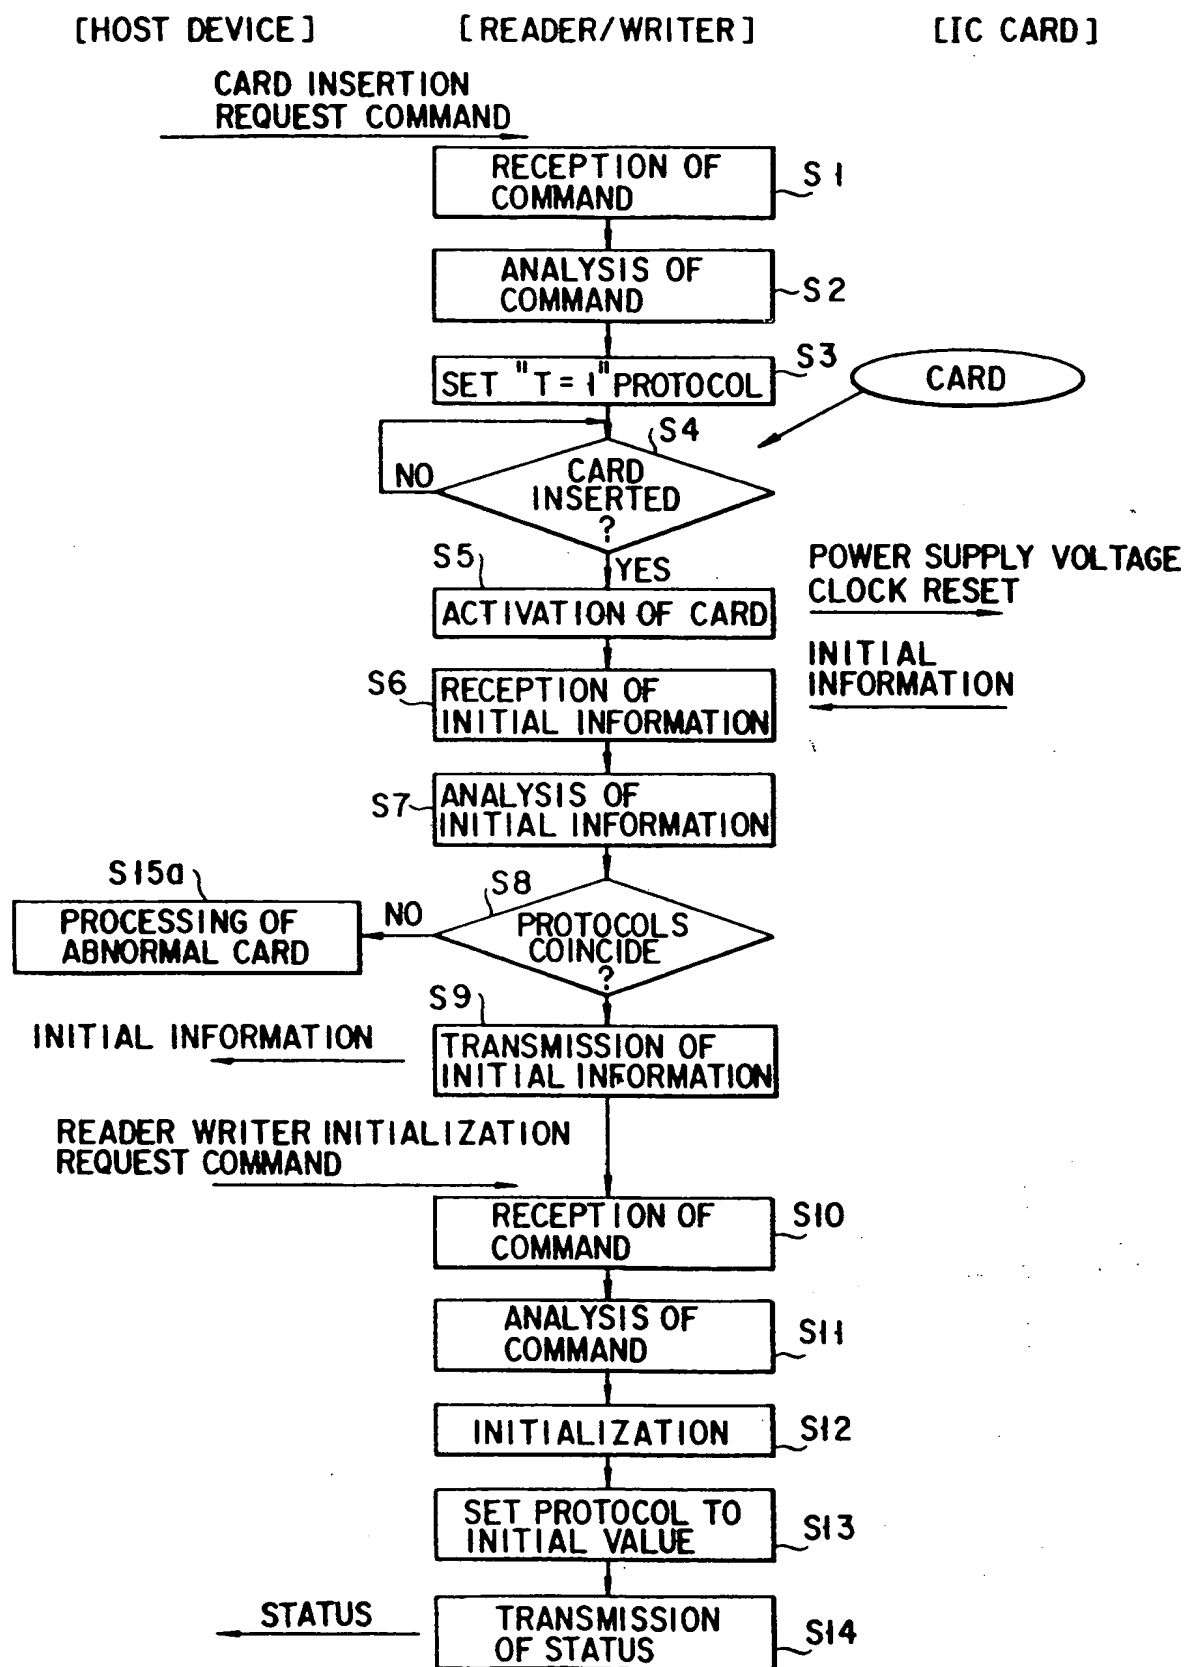 [HOST DEVICE] [READER/WRITER] [IC CARD]
CARD INSERTION
REQUEST COMMAND
RECEPTION OF
COMMAND
S1
ANALYSIS OF
COMMAND
S2
SET "T=1" PROTOCOL
S3
CARD
S4
CARD
INSERTED
?
NO
YES
S5
ACTIVATION OF CARD
POWER SUPPLY VOLTAGE
CLOCK RESET
INITIAL
INFORMATION
S6
RECEPTION OF
INITIAL INFORMATION
S7
ANALYSIS OF
INITIAL INFORMATION
S15a
PROCESSING OF
ABNORMAL CARD
NO
S8
PROTOCOLS
COINCIDE
?
S9
INITIAL INFORMATION
TRANSMISSION OF
INITIAL INFORMATION
READER WRITER INITIALIZATION
REQUEST COMMAND
RECEPTION OF
COMMAND
S10
ANALYSIS OF
COMMAND
S11
INITIALIZATION
S12
SET PROTOCOL TO
INITIAL VALUE
S13
STATUS
TRANSMISSION
OF STATUS
S14